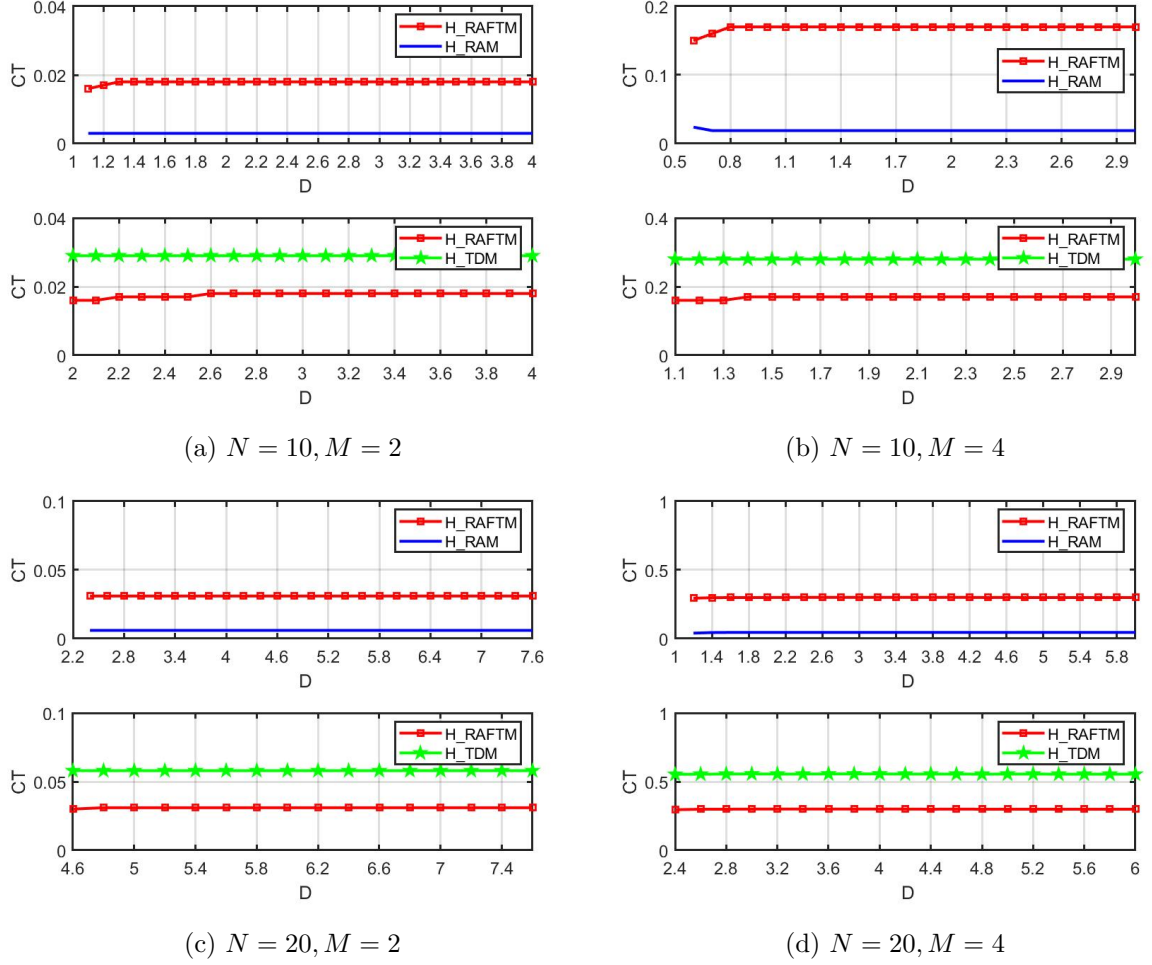 0.04
0.02
0
CT
H_RAFTM
H_RAM
1 1.2 1.4 1.6 1.8 2 2.2 2.4 2.6 2.8 3 3.2 3.4 3.6 3.8 4
D
0.2
0.1
0
CT
H_RAFTM
H_RAM
0.5 0.8 1.1 1.4 1.7 2 2.3 2.6 2.9
D
0.04
0.02
0
CT
H_RAFTM
H_TDM
2 2.2 2.4 2.6 2.8 3 3.2 3.4 3.6 3.8 4
D
0.4
0.2
0
CT
H_RAFTM
H_TDM
1.1 1.3 1.5 1.7 1.9 2.1 2.3 2.5 2.7 2.9
D
(a) N = 10, M = 2
(b) N = 10, M = 4
0.1
0.05
0
CT
H_RAFTM
H_RAM
2.2 2.8 3.4 4 4.6 5.2 5.8 6.4 7 7.6
D
1
0.5
0
CT
H_RAFTM
H_RAM
1 1.4 1.8 2.2 2.6 3 3.4 3.8 4.2 4.6 5 5.4 5.8
D
0.1
0.05
0
CT
H_RAFTM
H_TDM
4.6 5 5.4 5.8 6.2 6.6 7 7.4
D
1
0.5
0
CT
H_RAFTM
H_TDM
2.4 2.8 3.2 3.6 4 4.4 4.8 5.2 5.6 6
D
(c) N = 20, M = 2
(d) N = 20, M = 4